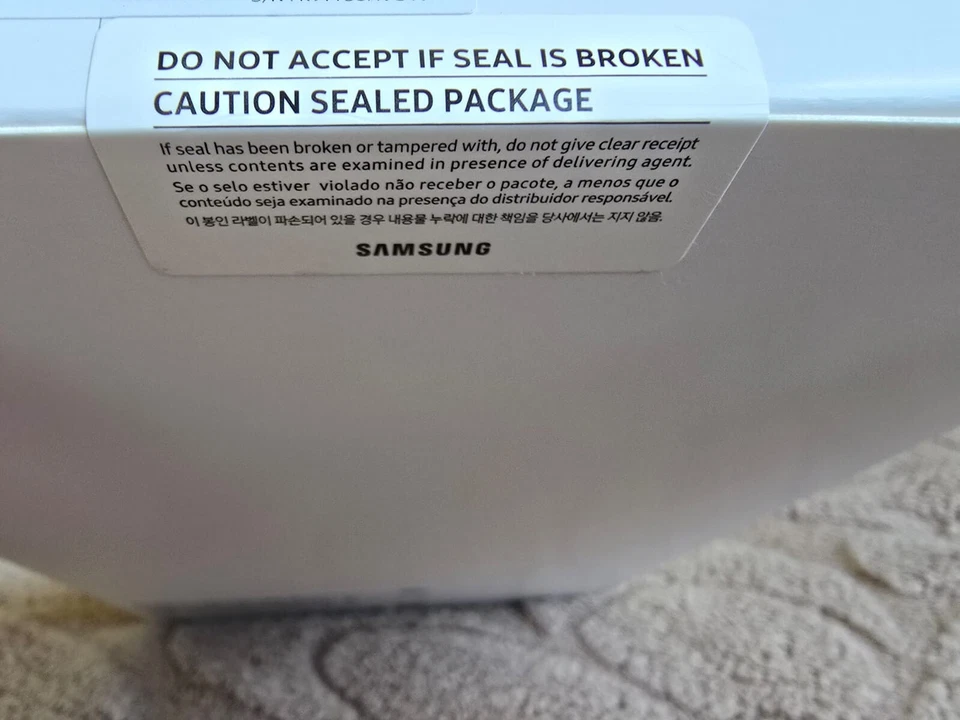 DO NOT ACCEPT IF SEAL IS BROKEN
CAUTION SEALED PACKAGE
If seal has been broken or tampered with, do not give clear receipt
unless contents are examined in presence of delivering agent.
Se o selo estiver violado não receber o pacote, a menos que o
conteúdo seja examinado na presença do distribuidor responsável.
이 봉인 라벨이 파손되어 있을 경우 내용물 누락에 대한 책임을 당사에서는 지지 않음.
SAMSUNG